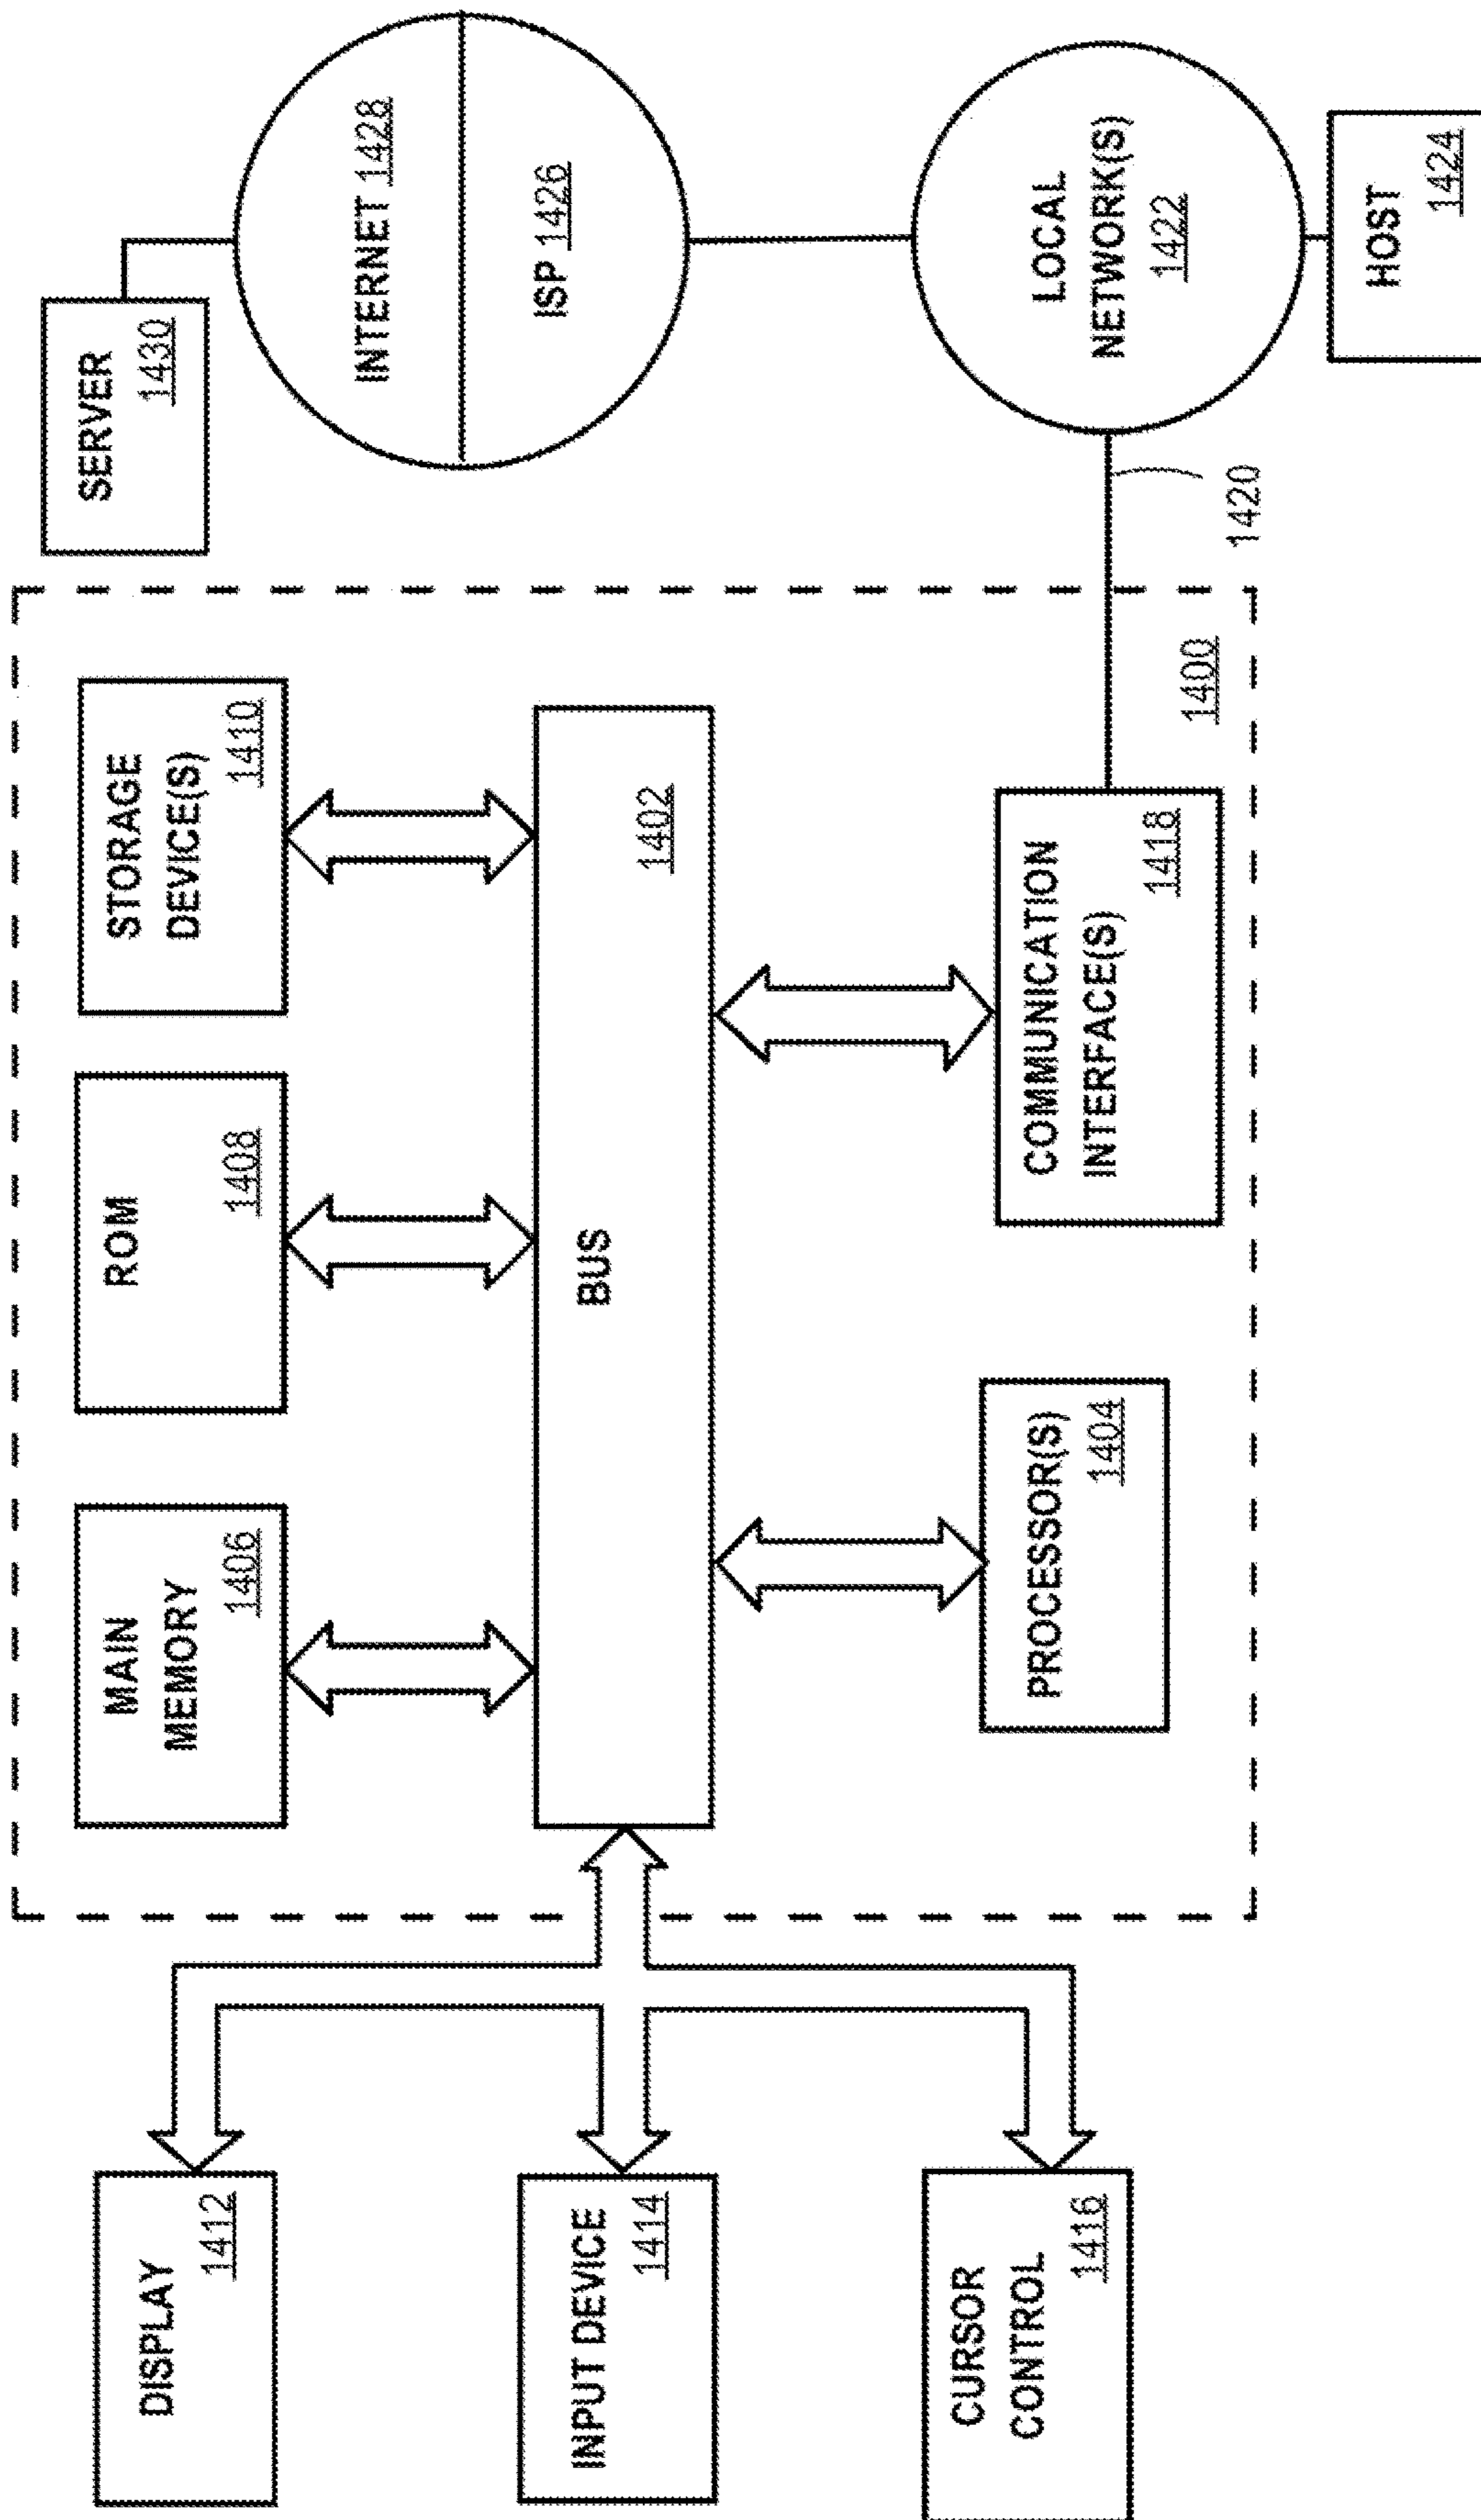 DISPLAY
1412
INPUT DEVICE
1414
CURSOR
CONTROL
1416
MAIN
MEMORY
1406
ROM
1408
STORAGE
DEVICE(S)
1410
BUS
1402
PROCESSOR(S)
1404
COMMUNICATION
INTERFACE(S)
1418
1400
SERVER
1430
INTERNET 1428
ISP 1426
1420
LOCAL
NETWORK(S)
1422
HOST
1424